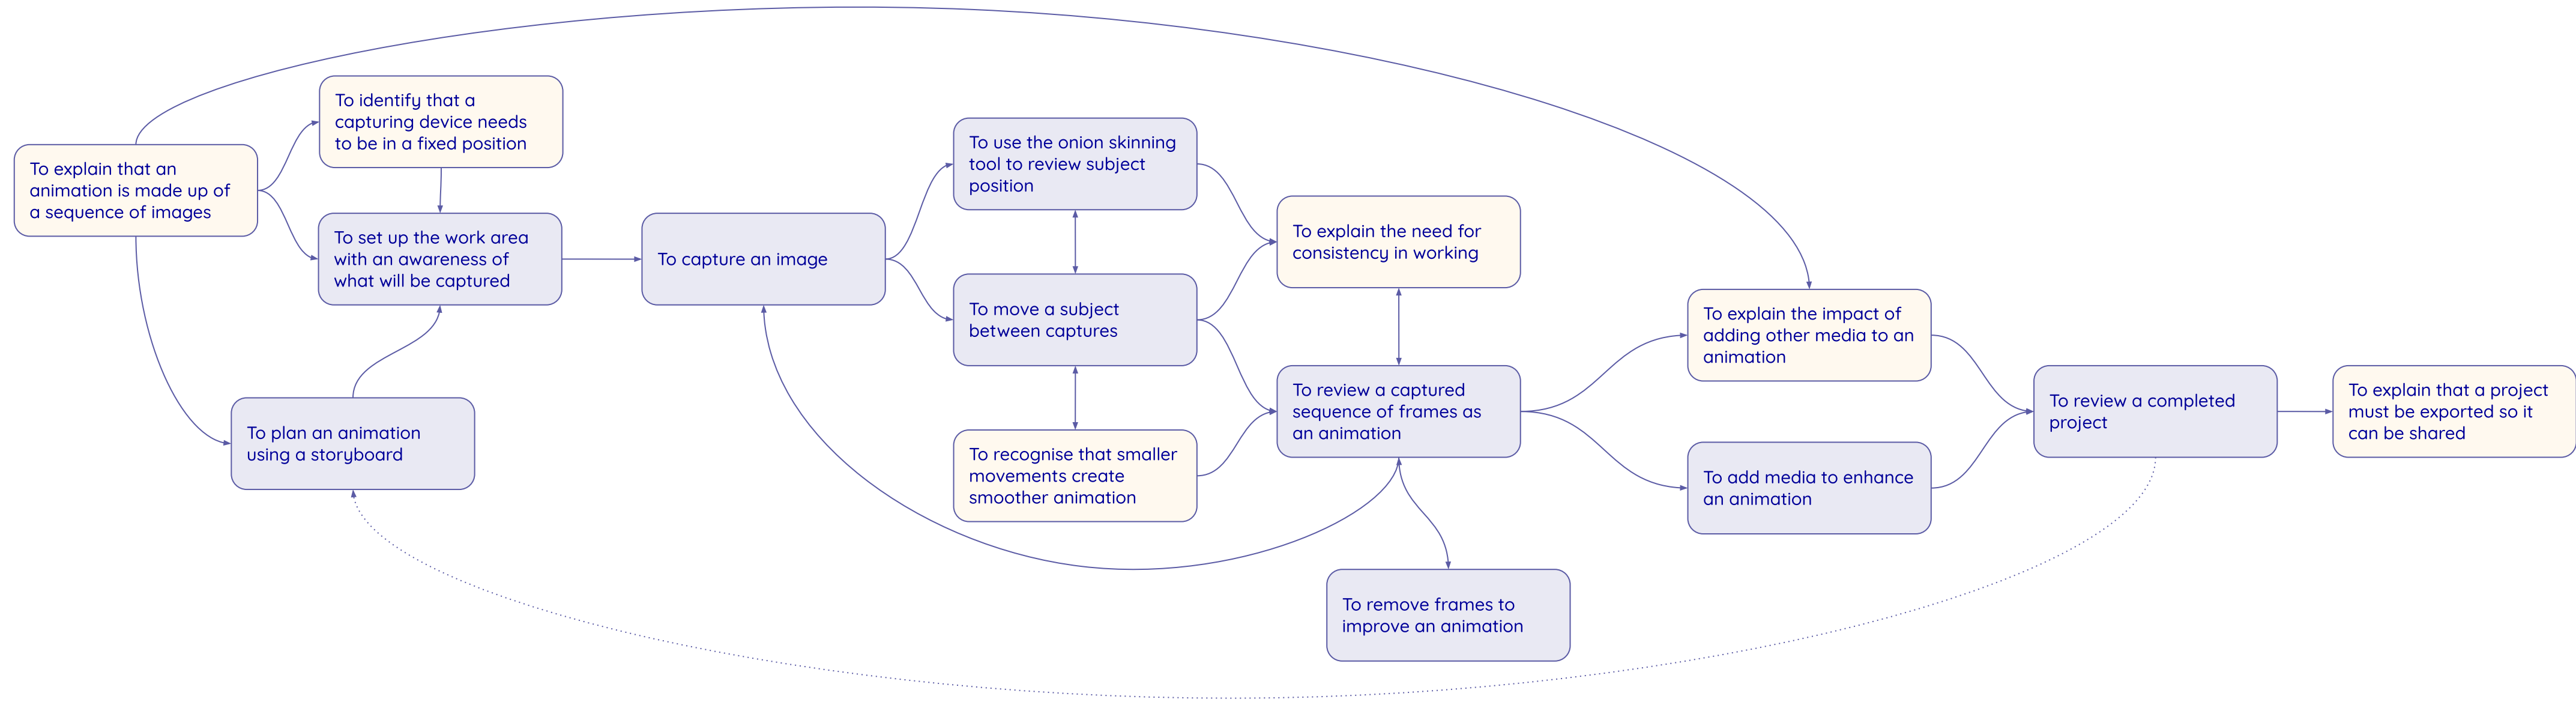 To explain that an
animation is made up of
a sequence of images
To identify that a
capturing device needs
to be in a fixed position
To set up the work area
with an awareness of
what will be captured
To plan an animation
using a storyboard
To capture an image
To use the onion skinning
tool to review subject
position
To move a subject
between captures
To recognise that smaller
movements create
smoother animation
To explain the need for
consistency in working
To review a captured
sequence of frames as
an animation
To remove frames to
improve an animation
To explain the impact of
adding other media to an
animation
To add media to enhance
an animation
To review a completed
project
To explain that a project
must be exported so it
can be shared